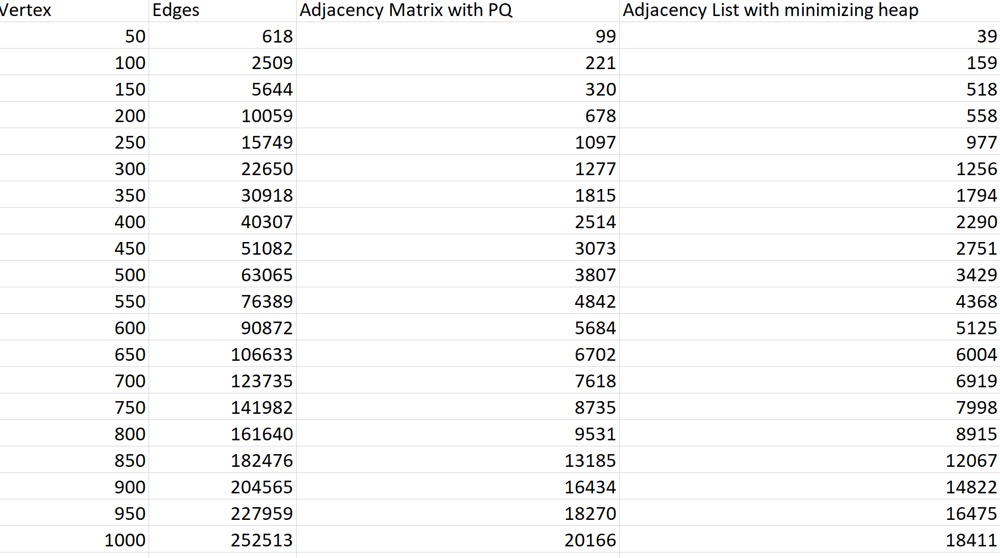 Vertex Edges Adjacency Matrix with PQ Adjacency List with minimizing heap
50 618 99 39
100 2509 221 159
150 5644 320 518
200 10059 678 558
250 15749 1097 977
300 22650 1277 1256
350 30918 1815 1794
400 40307 2514 2290
450 51082 3073 2751
500 63065 3807 3429
550 76389 4842 4368
600 90872 5684 5125
650 106633 6702 6004
700 123735 7618 6919
750 141982 8735 7998
800 161640 9531 8915
850 182476 13185 12067
900 204565 16434 14822
950 227959 18270 16475
1000 252513 20166 18411